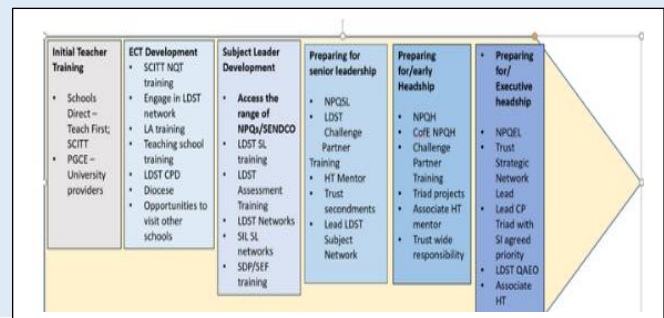 Initial Teacher
Training
• Schools
Direct –
Teach First;
SCITT
• PGCE –
University
providers
ECT Development
• SCITT NQT
training
• Engage in LDST
network
• LA training
• Teaching school
training
• LDST CPD
• Diocese
• Opportunities to
visit other
schools
Subject Leader
Development
• Access the
range of
NPQs/SENDCO
• LDST SL
training
• LDST
Assessment
Training
• LDST Networks
• SIL SL
networks
• SDP/SEF
training
Preparing for
senior leadership
• NPQSL
• LDST
Challenge
Partner
Training
• HT Mentor
• Trust
secondments
• Lead LDST
Subject
Network
Preparing
for/early
Headship
• NPQH
• CofE NPQH
• Challenge
Partner
Training
• Triad projects
• Associate HT
mentor
• Trust wide
responsibility
• Preparing
for/
Executive
headship
• NPQEL
• Trust
Strategic
Network
Lead
• Lead CP
Triad with
SI agreed
priority
• LDST QAEO
• Associate
HT